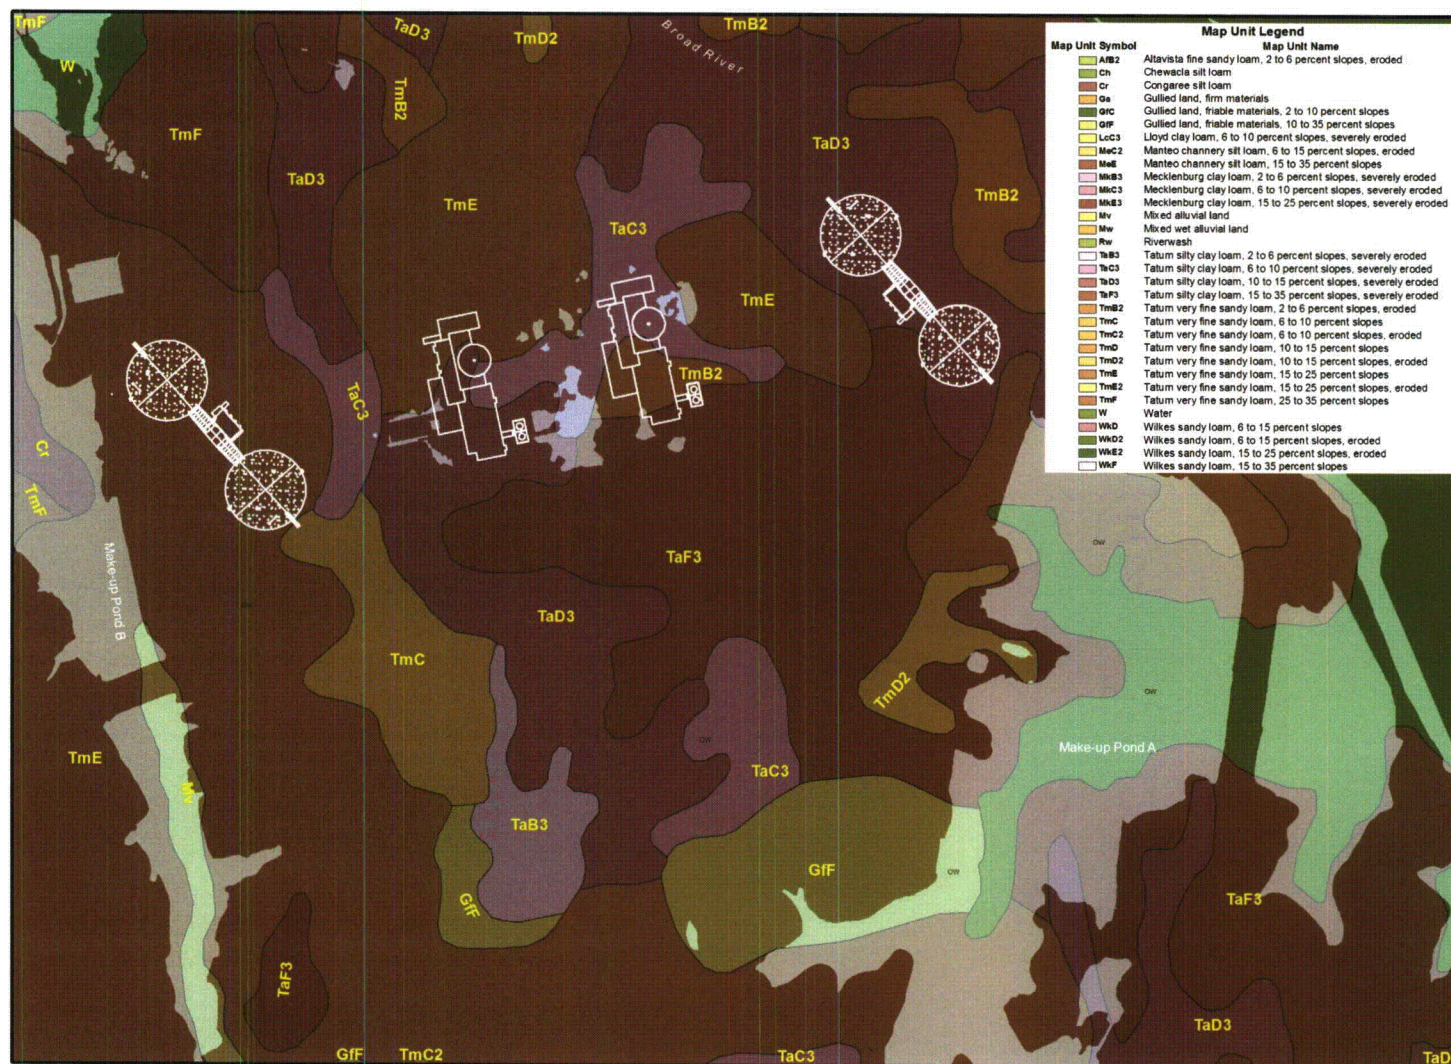 TmF
TaD3
TmD2
Broad River
TmB2
W
TmB2
TmF
TaD3
TaD3
TmB2
TmE
TaC3
TmE
TmB2
TaC3
Cr
TmF
Make-up Pond B
TaF3
OW
TaD3
TmC
TmD2
OW
OW
Make-up Pond A
TmE
Mv
TaC3
TaB3
GfF
OW
GfF
TaF3
TaF3
TaD3
GfF
TmC2
TaC3
TaD
Map Unit Legend
Map Unit Symbol Map Unit Name
AfB2 Altavista fine sandy loam, 2 to 6 percent slopes, eroded
Ch Chewacla silt loam
Cr Congaree silt loam
Ga Gullied land, firm materials
GfC Gullied land, friable materials, 2 to 10 percent slopes
GfF Gullied land, friable materials, 10 to 35 percent slopes
LcC3 Lloyd clay loam, 6 to 10 percent slopes, severely eroded
MeC2 Manteo channery silt loam, 6 to 15 percent slopes, eroded
MeE Manteo channery silt loam, 15 to 35 percent slopes
MkB3 Mecklenburg clay loam, 2 to 6 percent slopes, severely eroded
MkC3 Mecklenburg clay loam, 6 to 10 percent slopes, severely eroded
MkE3 Mecklenburg clay loam, 15 to 25 percent slopes, severely eroded
Mv Mixed alluvial land
Mw Mixed wet alluvial land
Rw Riverwash
TaB3 Tatum silty clay loam, 2 to 6 percent slopes, severely eroded
TaC3 Tatum silty clay loam, 6 to 10 percent slopes, severely eroded
TaD3 Tatum silty clay loam, 10 to 15 percent slopes, severely eroded
TaF3 Tatum silty clay loam, 15 to 35 percent slopes, severely eroded
TmB2 Tatum very fine sandy loam, 2 to 6 percent slopes, eroded
TmC Tatum very fine sandy loam, 6 to 10 percent slopes
TmC2 Tatum very fine sandy loam, 6 to 10 percent slopes, eroded
TmD Tatum very fine sandy loam, 10 to 15 percent slopes
TmD2 Tatum very fine sandy loam, 10 to 15 percent slopes, eroded
TmE Tatum very fine sandy loam, 15 to 25 percent slopes
TmE2 Tatum very fine sandy loam, 15 to 25 percent slopes, eroded
TmF Tatum very fine sandy loam, 25 to 35 percent slopes
W Water
WkD Wilkes sandy loam, 6 to 15 percent slopes
WkD2 Wilkes sandy loam, 6 to 15 percent slopes, eroded
WkE2 Wilkes sandy loam, 15 to 25 percent slopes, eroded
WkF Wilkes sandy loam, 15 to 35 percent slopes